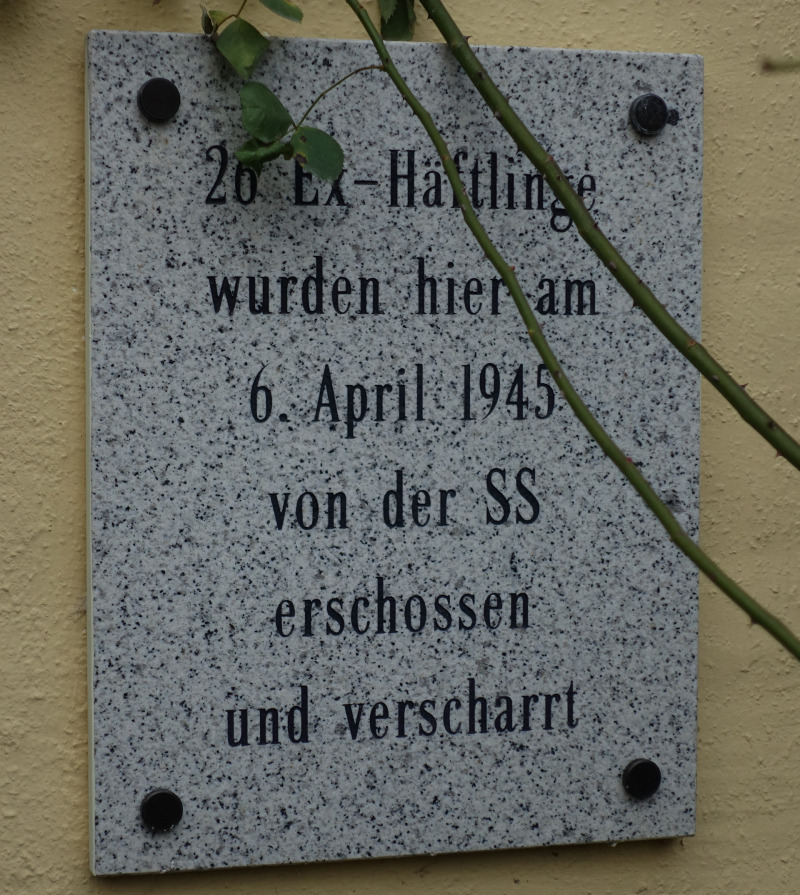 26 Ex-Häftlinge
wurden hier am
6. April 1945
von der SS
erschossen
und verscharrt